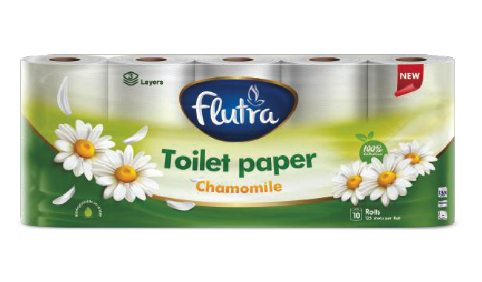 Layers
NEW
Flutra
100%
Toilet paper
Chamomile
10
Rolls